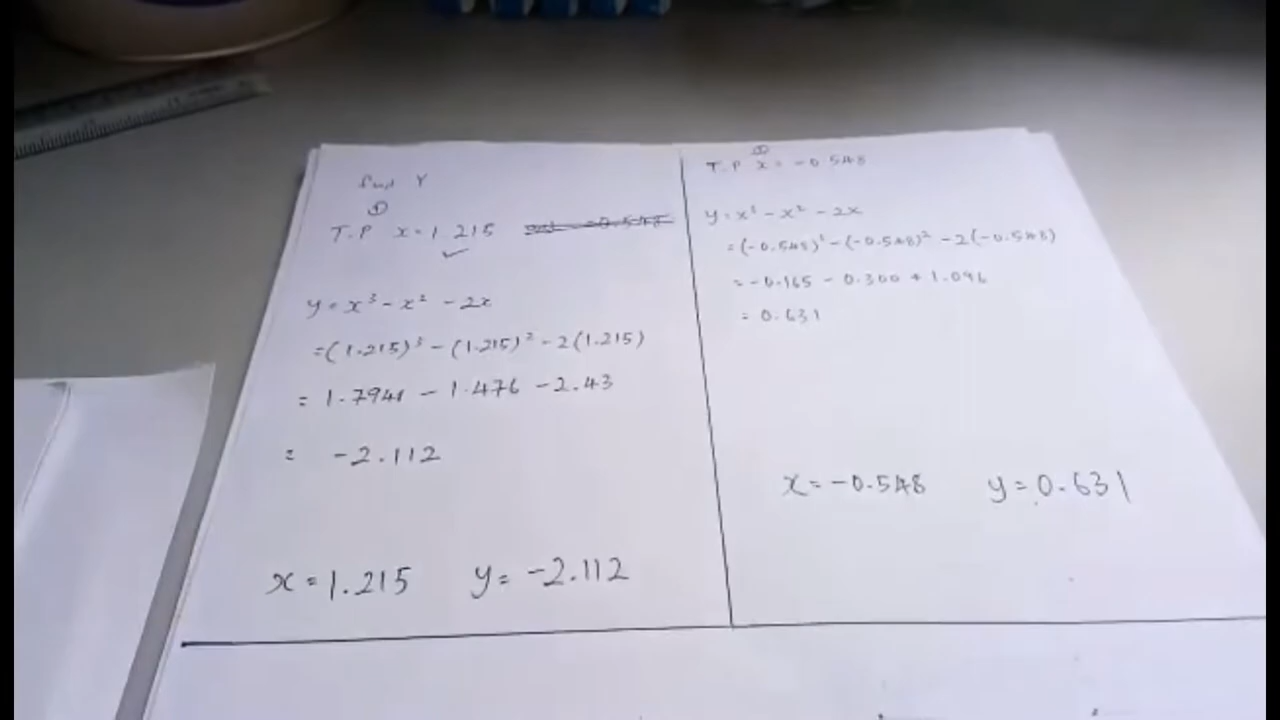 find Y
①
T.P x = 1.215
y = x³ - x² - 2x
= (1.215)³ - (1.215)² - 2(1.215)
= 1.7941 - 1.476 - 2.43
= -2.112
x = 1.215 y = -2.112
①
T.P x = -0.548
y = x³ - x² - 2x
= (-0.548)³ - (-0.548)² - 2(-0.548)
= -0.165 - 0.300 + 1.096
= 0.631
x = -0.548 y = 0.631